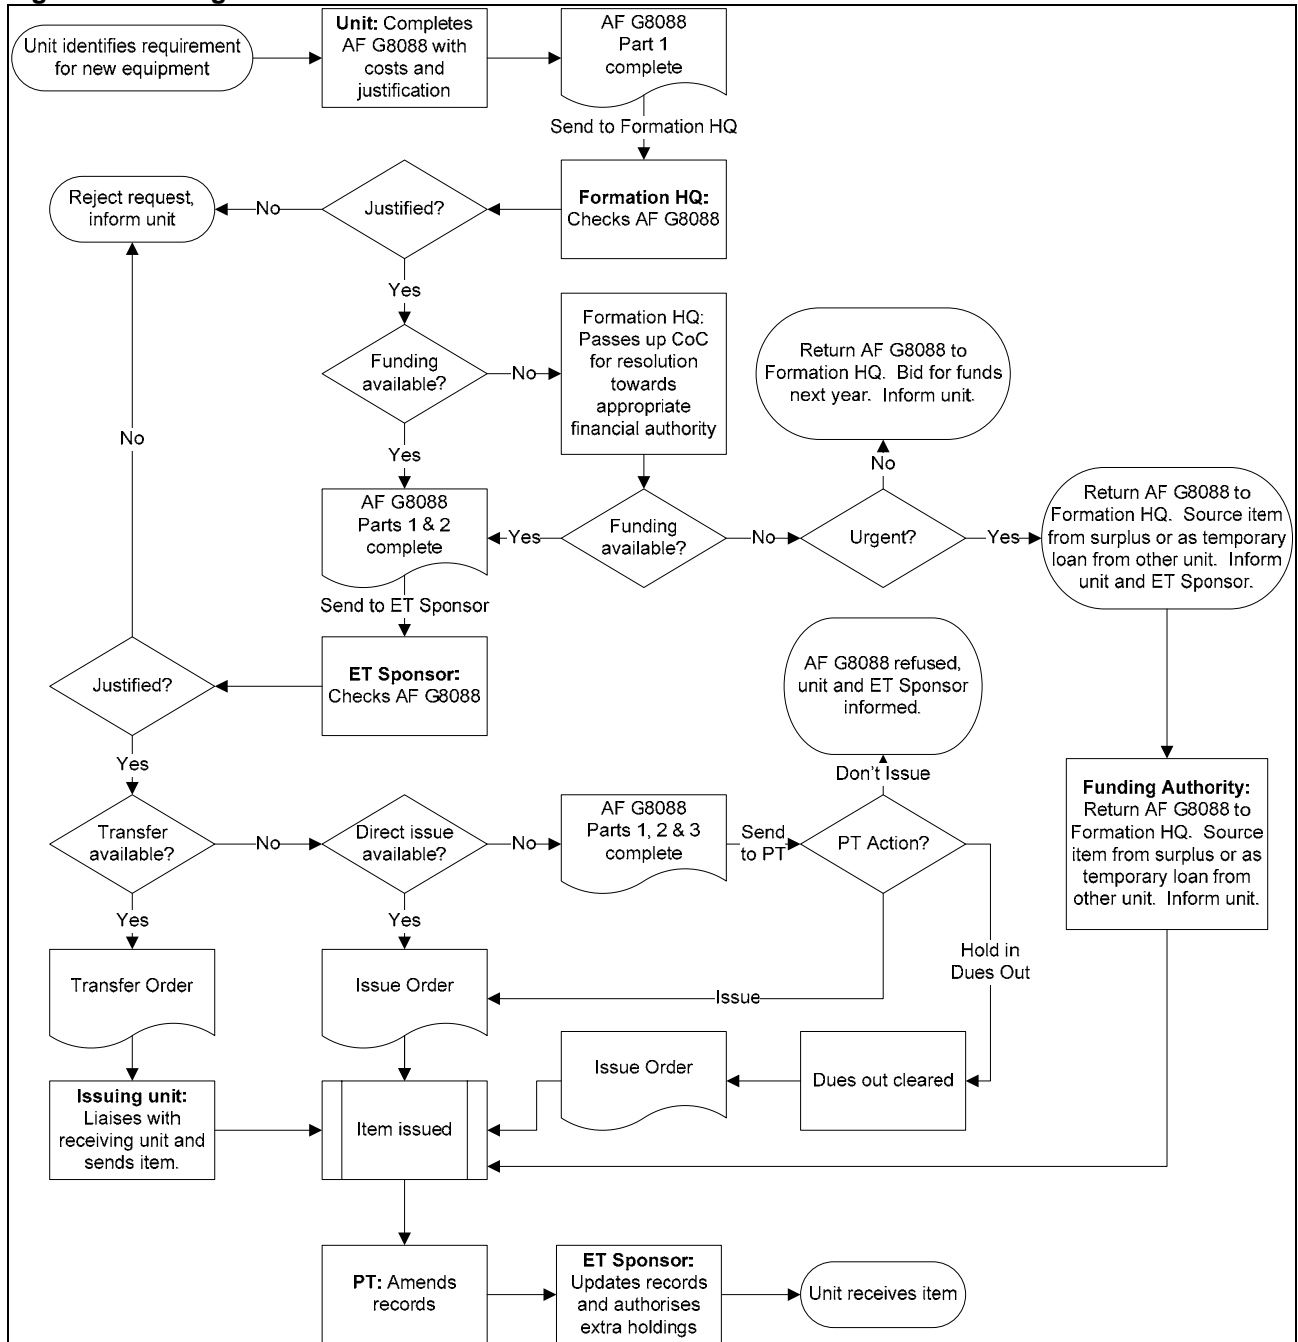 Unit identifies requirement
for new equipment
Unit: Completes
AF G8088 with
costs and
justification
AF G8088
Part 1
complete
Send to Formation HQ
Formation HQ:
Checks AF G8088
Justified?
No
Reject request,
inform unit
Yes
Funding
available?
No
Formation HQ:
Passes up CoC
for resolution
towards
appropriate
financial authority
Return AF G8088 to
Formation HQ. Bid for funds
next year. Inform unit.
No
Yes
No
AF G8088
Parts 1 & 2
complete
Yes
Funding
available?
No
Urgent?
Yes
Return AF G8088 to
Formation HQ. Source item
from surplus or as temporary
loan from other unit. Inform
unit and ET Sponsor.
Send to ET Sponsor
ET Sponsor:
Checks AF G8088
Justified?
AF G8088 refused,
unit and ET Sponsor
informed.
Yes
Don't Issue
Transfer
available?
No
Direct issue
available?
No
AF G8088
Parts 1, 2 & 3
complete
Send
to PT
PT Action?
Funding Authority:
Return AF G8088 to
Formation HQ. Source
item from surplus or as
temporary loan from
other unit. Inform unit.
Yes
Yes
Hold in
Dues Out
Transfer Order
Issue Order
Issue
Issue Order
Dues out cleared
Issuing unit:
Liaises with
receiving unit and
sends item.
Item issued
PT: Amends
records
ET Sponsor:
Updates records
and authorises
extra holdings
Unit receives item